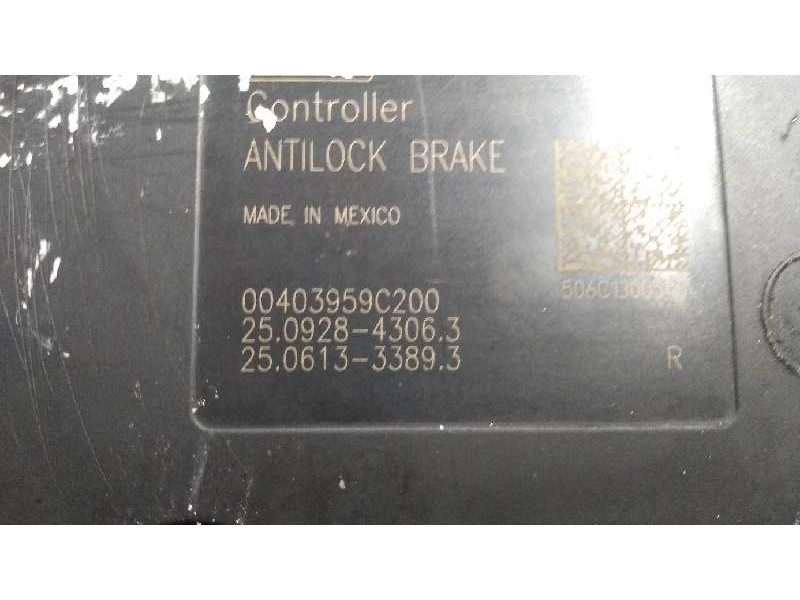 Controller
ANTILOCK BRAKE
MADE IN MEXICO
00403959C200
25.0928-4306.3
25.0613-3389.3
R